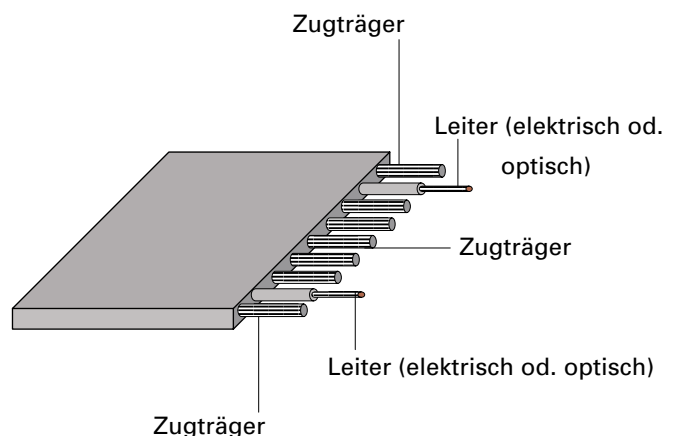 Zugträger
Leiter (elektrisch od.
optisch)
Zugträger
Leiter (elektrisch od. optisch)
Zugträger